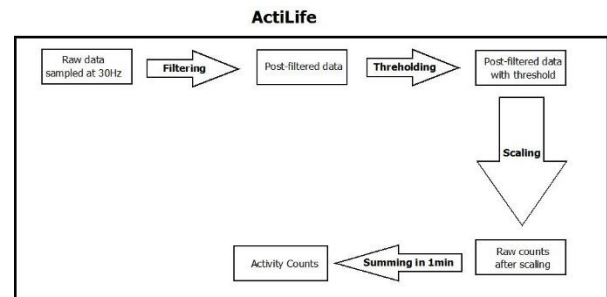 ActiLife
Raw data
sampled at 30Hz
Filtering
Post-filtered data
Threholding
Post-filtered data
with threshold
Scaling
Raw counts
after scaling
Summing in 1min
Activity Counts